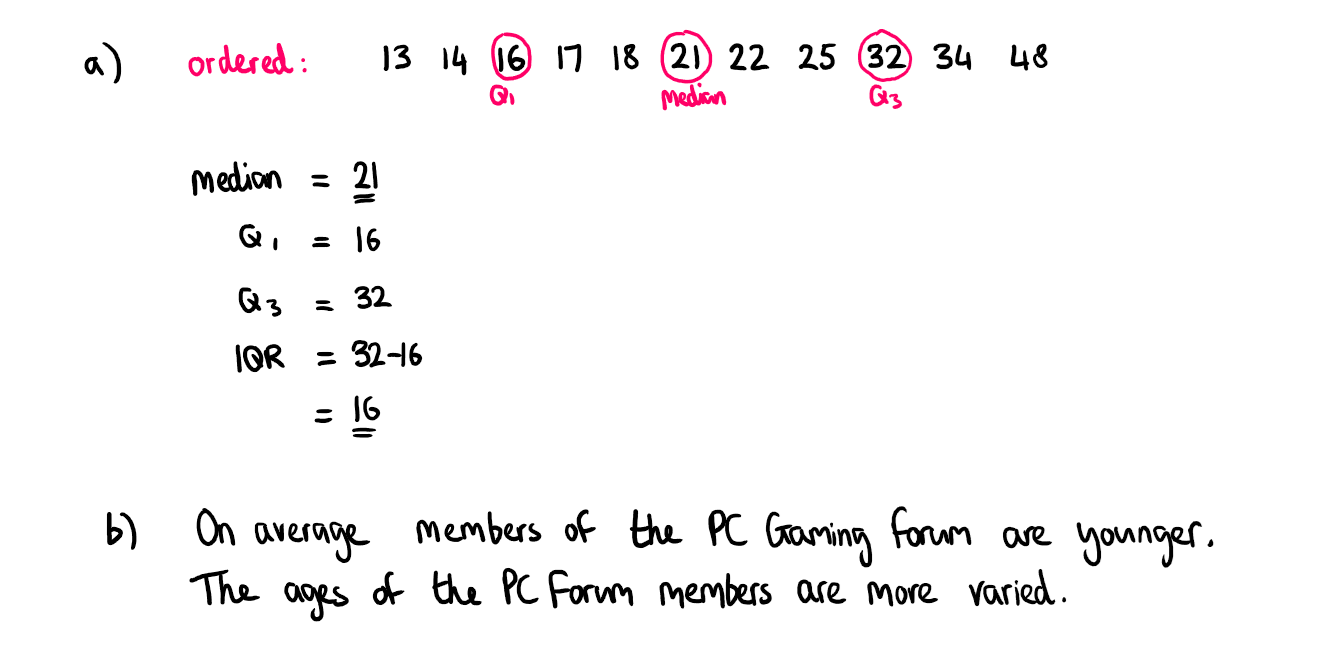 a) ordered: 13 14 16 17 18 21 22 25 32 34 48
Q1 Median Q3
Median = 21
Q1 = 16
Q3 = 32
IQR = 32-16
= 16
b) On average members of the PC Gaming forum are younger.
The ages of the PC Forum members are more varied.